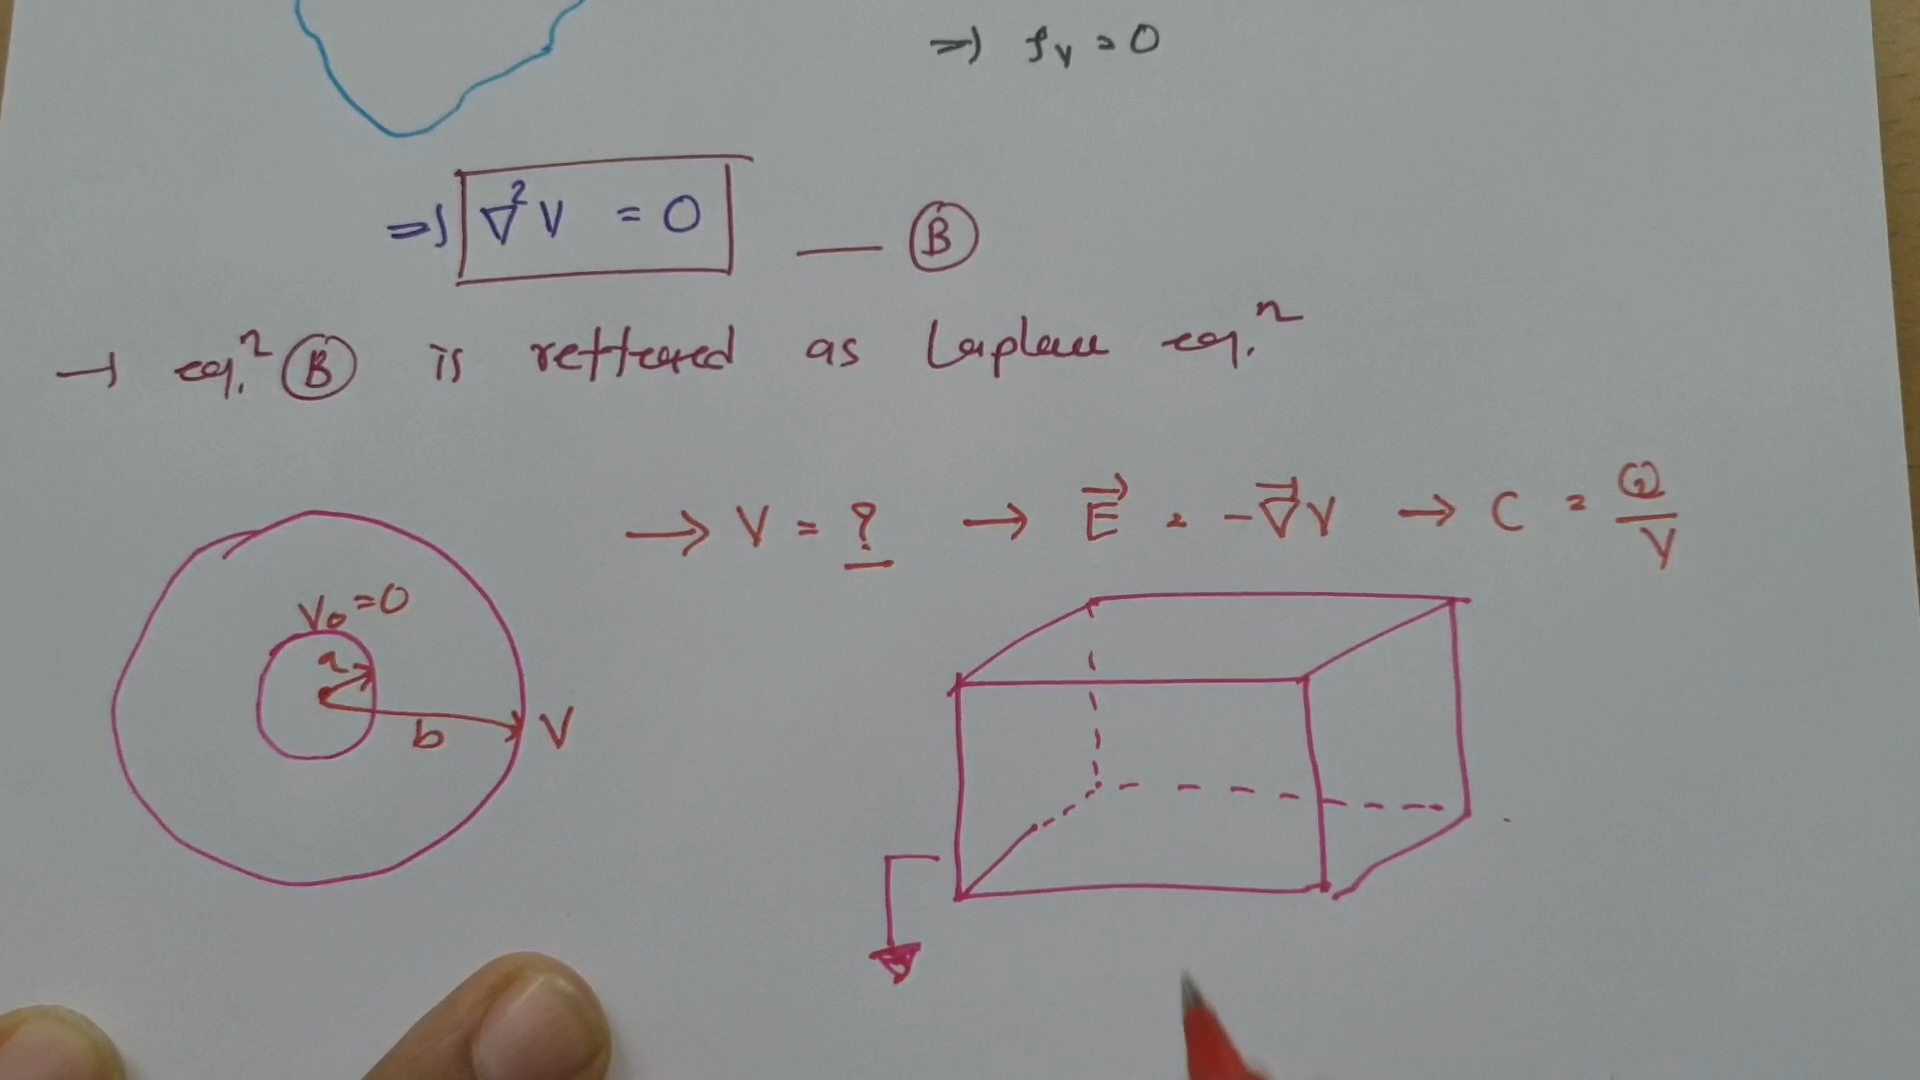 => ρv = 0
=> ∇²V = 0 — B
→ eq.ⁿ B is reffered as Laplace eq.ⁿ
→ V = ? → E⃗ = -∇⃗V → C = Q/V
V₀=0
a
b
V